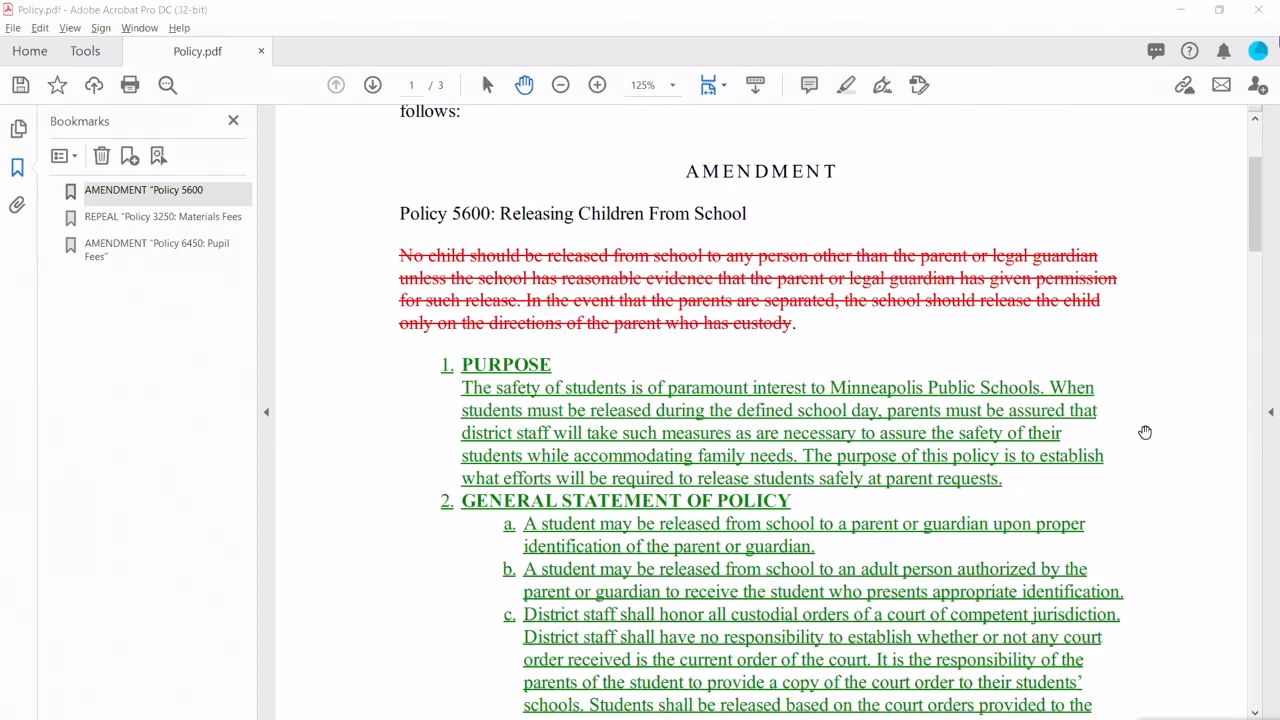 Policy.pdf - Adobe Acrobat Pro DC (32-bit)
File Edit View Sign Window Help
Home Tools Policy.pdf ×
1 / 3 125%
Bookmarks
AMENDMENT "Policy 5600
REPEAL "Policy 3250: Materials Fees
AMENDMENT "Policy 6450: Pupil
Fees"
follows:
AMENDMENT
Policy 5600: Releasing Children From School
No child should be released from school to any person other than the parent or legal guardian
unless the school has reasonable evidence that the parent or legal guardian has given permission
for such release. In the event that the parents are separated, the school should release the child
only on the directions of the parent who has custody.
1. PURPOSE
The safety of students is of paramount interest to Minneapolis Public Schools. When
students must be released during the defined school day, parents must be assured that
district staff will take such measures as are necessary to assure the safety of their
students while accommodating family needs. The purpose of this policy is to establish
what efforts will be required to release students safely at parent requests.
2. GENERAL STATEMENT OF POLICY
a. A student may be released from school to a parent or guardian upon proper
identification of the parent or guardian.
b. A student may be released from school to an adult person authorized by the
parent or guardian to receive the student who presents appropriate identification.
c. District staff shall honor all custodial orders of a court of competent jurisdiction.
District staff shall have no responsibility to establish whether or not any court
order received is the current order of the court. It is the responsibility of the
parents of the student to provide a copy of the court order to their students'
schools. Students shall be released based on the court orders provided to the